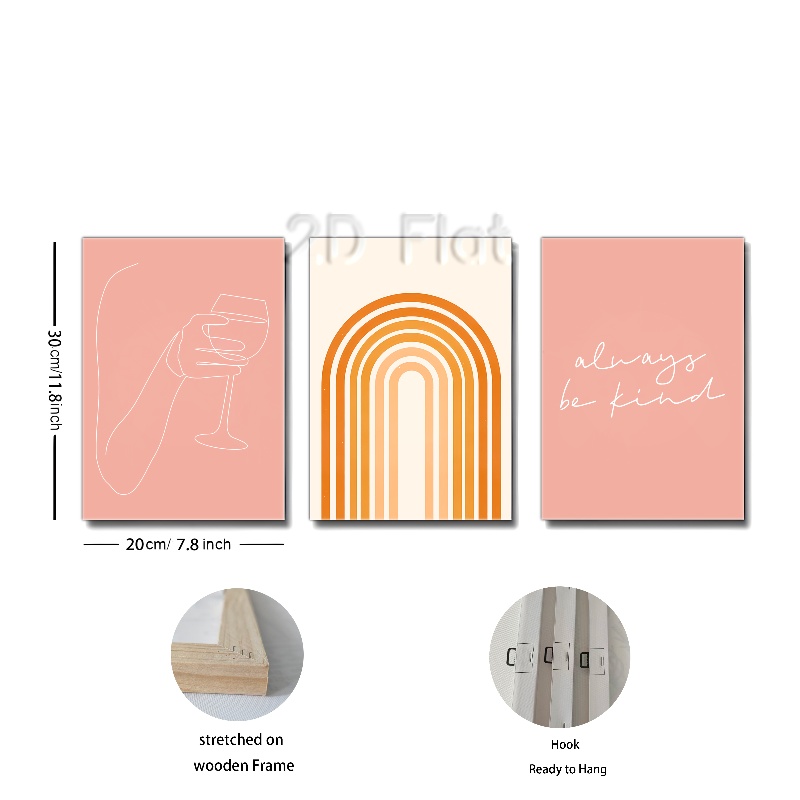 2D Flat
30cm/11.8inch
always
be kind
20cm/ 7.8 inch
stretched on
wooden Frame
Hook
Ready to Hang